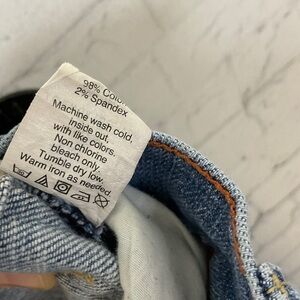 98% Cotton
2% Spandex
Machine wash cold,
inside out,
with like colors.
Non chlorine
bleach only.
Tumble dry low.
Warm iron as needed